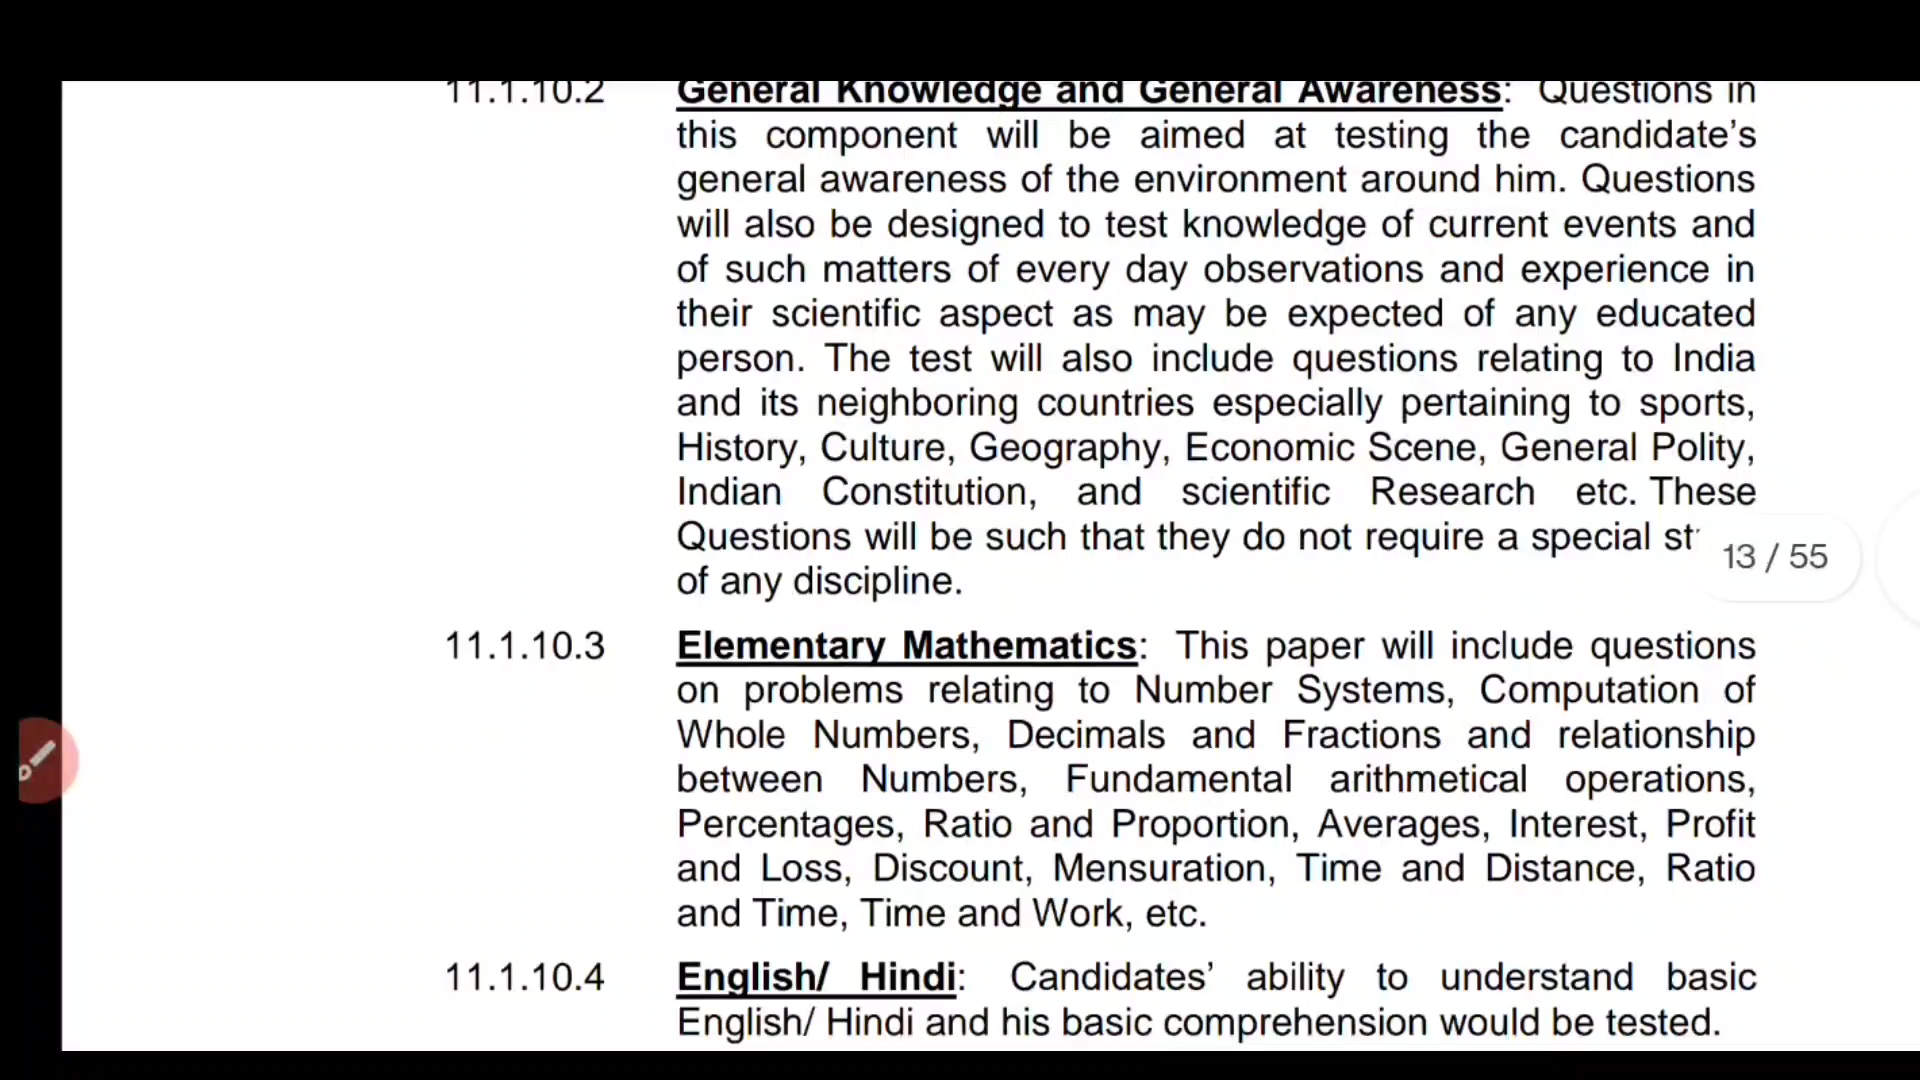 11.1.10.2 General Knowledge and General Awareness: Questions in
this component will be aimed at testing the candidate's
general awareness of the environment around him. Questions
will also be designed to test knowledge of current events and
of such matters of every day observations and experience in
their scientific aspect as may be expected of any educated
person. The test will also include questions relating to India
and its neighboring countries especially pertaining to sports,
History, Culture, Geography, Economic Scene, General Polity,
Indian Constitution, and scientific Research etc. These
Questions will be such that they do not require a special
13 / 55
of any discipline.
11.1.10.3 Elementary Mathematics: This paper will include questions
on problems relating to Number Systems, Computation of
Whole Numbers, Decimals and Fractions and relationship
between Numbers, Fundamental arithmetical operations,
Percentages, Ratio and Proportion, Averages, Interest, Profit
and Loss, Discount, Mensuration, Time and Distance, Ratio
and Time, Time and Work, etc.
11.1.10.4 English/ Hindi: Candidates' ability to understand basic
English/ Hindi and his basic comprehension would be tested.